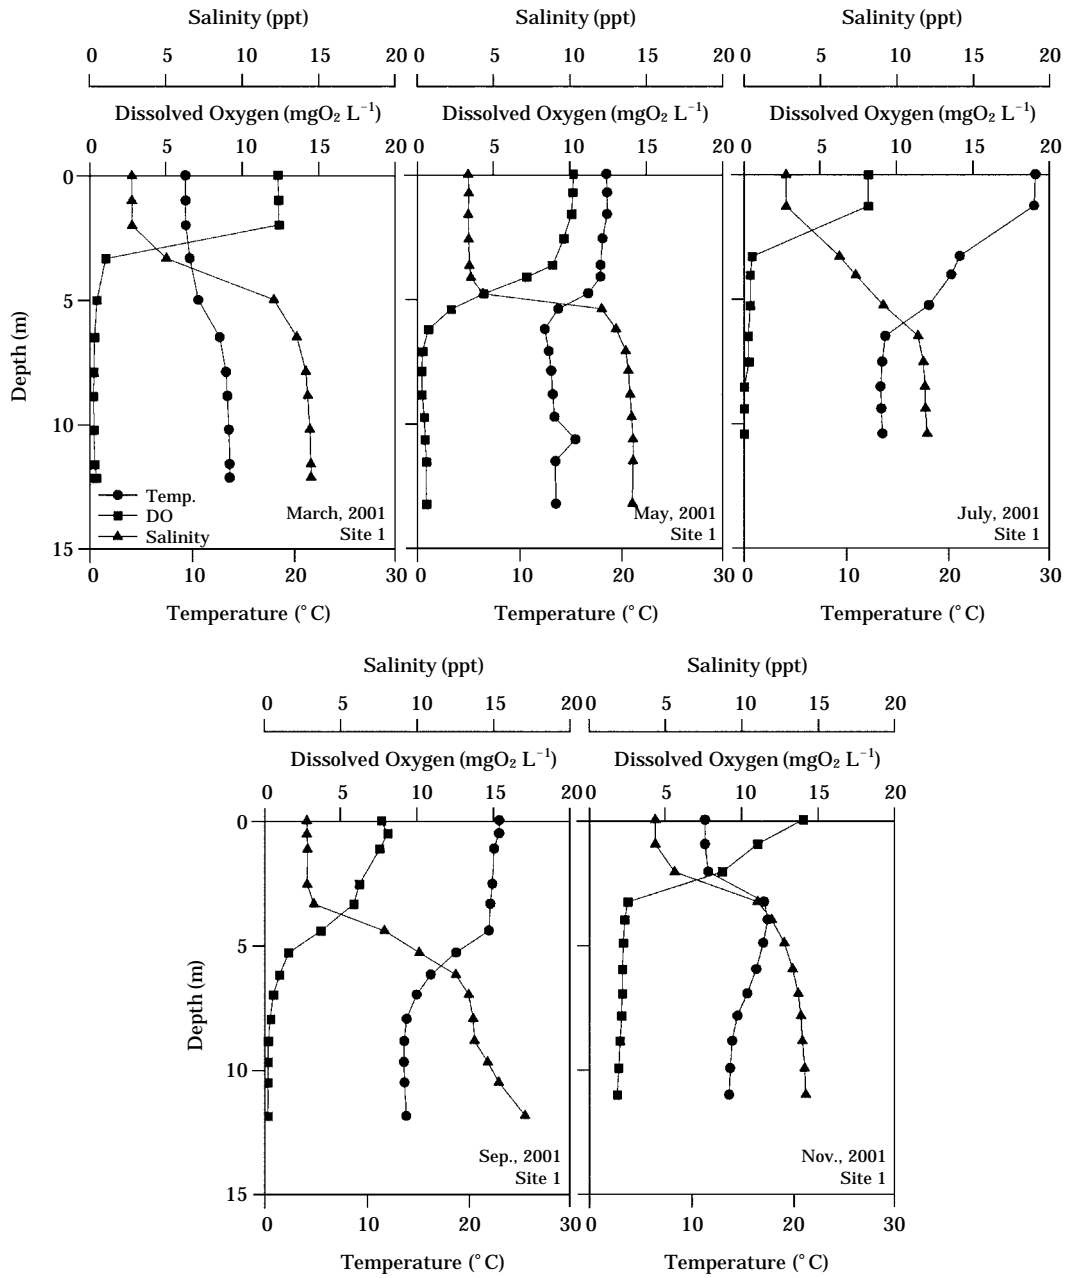 Salinity (ppt) Salinity (ppt) Salinity (ppt)
0 5 10 15 20 0 5 10 15 20 0 5 10 15 20
Dissolved Oxygen (mgO₂ L⁻¹) Dissolved Oxygen (mgO₂ L⁻¹) Dissolved Oxygen (mgO₂ L⁻¹)
0 5 10 15 20 0 5 10 15 20 0 5 10 15 20
0
5
10
15
Depth (m)
Temp.
DO
Salinity
March, 2001
Site 1
May, 2001
Site 1
July, 2001
Site 1
0 10 20 0 10 20 0 10 20 30
Temperature (°C) Temperature (°C) Temperature (°C)
Salinity (ppt) Salinity (ppt)
0 5 10 15 20 0 5 10 15 20
Dissolved Oxygen (mgO₂ L⁻¹) Dissolved Oxygen (mgO₂ L⁻¹)
0 5 10 15 20 0 5 10 15 20
0
5
10
15
Depth (m)
Sep., 2001
Site 1
Nov., 2001
Site 1
0 10 20 30 0 10 20 30
Temperature (°C) Temperature (°C)